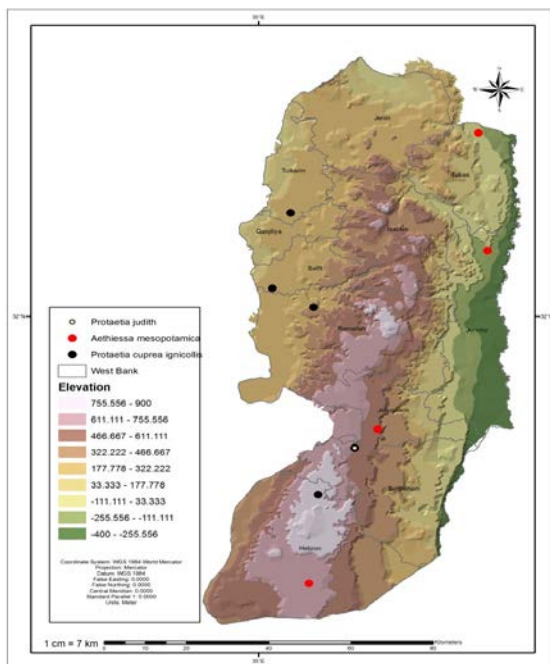 35°E
N
Jenin
Tubas
Tulkarm
Qalqiliya
Nablus
Salfit
32°N
32°N
Ramallah
Jericho
Protaetia judith
Aethiessa mesopotamica
Protaetia cuprea ignicollis
West Bank
Elevation
755.556 - 900
611.111 - 755.556
466.667 - 611.111
322.222 - 466.667
177.778 - 322.222
33.333 - 177.778
-111.111 - 33.333
-255.556 - -111.111
-400 - -255.556
Bethlehem
Hebron
Coordinate System: WGS 1984 World Mercator
Projection: Mercator
Datum: WGS 1984
False Easting: 0.0000
False Northing: 0.0000
Central Meridian: 0.0000
Standard Parallel 1: 0.0000
Units: Meter
1 cm = 7 km
0 20 40 60 80
Kilometers
35°E